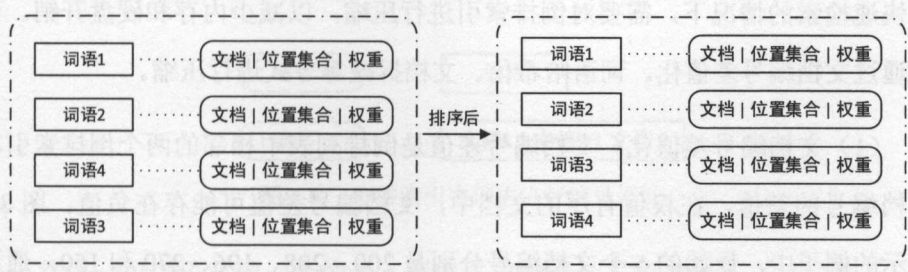 词语1 文档 | 位置集合 | 权重
词语2 文档 | 位置集合 | 权重
词语4 文档 | 位置集合 | 权重
词语3 文档 | 位置集合 | 权重
排序后
词语1 文档 | 位置集合 | 权重
词语2 文档 | 位置集合 | 权重
词语3 文档 | 位置集合 | 权重
词语4 文档 | 位置集合 | 权重